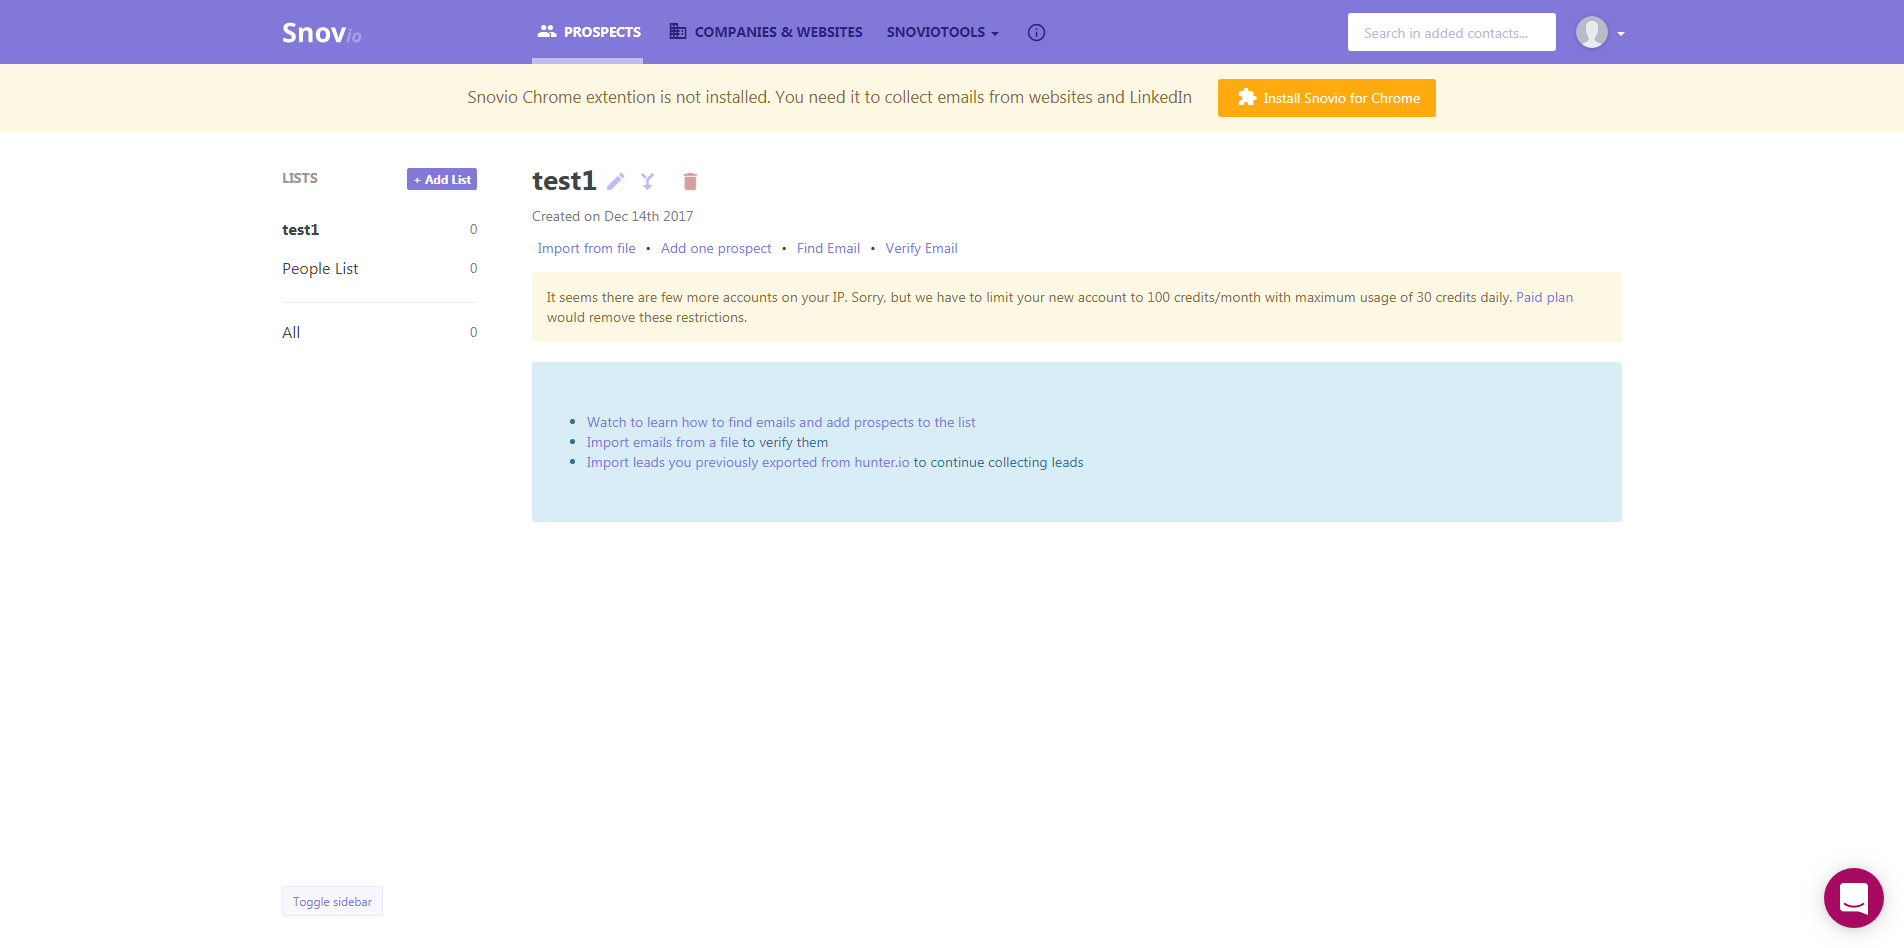 Snovio
PROSPECTS
COMPANIES & WEBSITES
SNOVIOTOOLS
Search in added contacts...
Snovio Chrome extention is not installed. You need it to collect emails from websites and LinkedIn
Install Snovio for Chrome
LISTS
+ Add List
test1 0
People List 0
All 0
test1
Created on Dec 14th 2017
Import from file • Add one prospect • Find Email • Verify Email
It seems there are few more accounts on your IP. Sorry, but we have to limit your new account to 100 credits/month with maximum usage of 30 credits daily. Paid plan
would remove these restrictions.
• Watch to learn how to find emails and add prospects to the list
• Import emails from a file to verify them
• Import leads you previously exported from hunter.io to continue collecting leads
Toggle sidebar